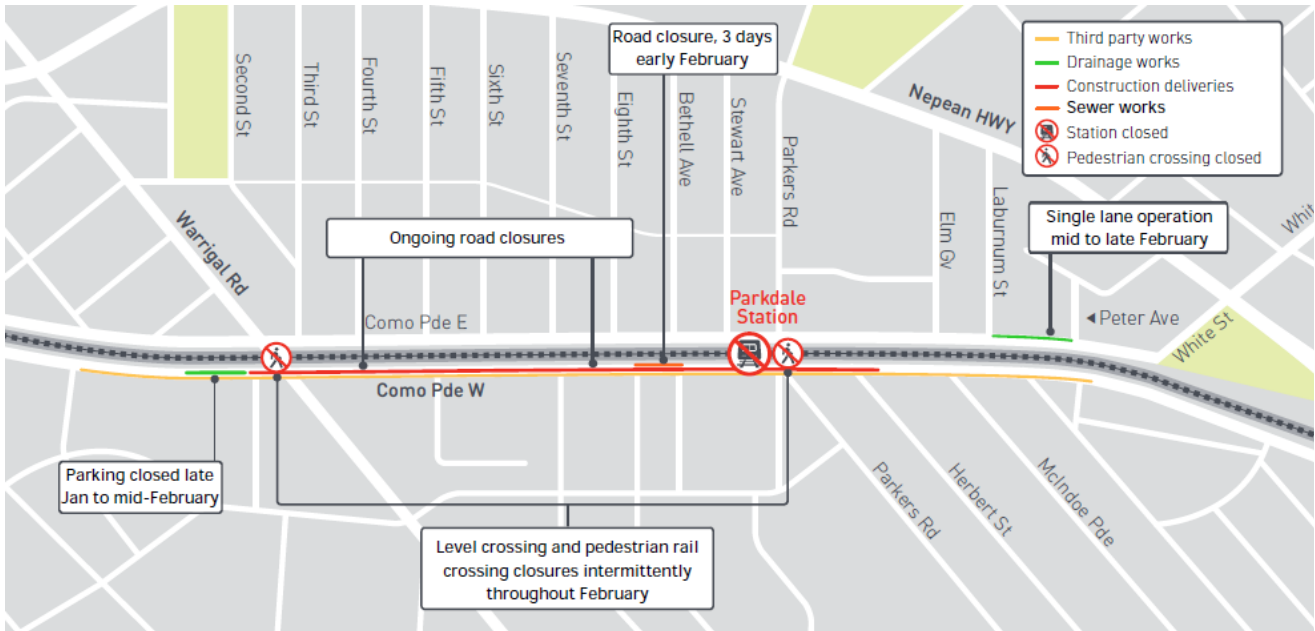 Road closure, 3 days
early February
Third party works
Drainage works
Construction deliveries
Sewer works
Station closed
Pedestrian crossing closed
Nepean HWY
Second St
Third St
Fourth St
Fifth St
Sixth St
Seventh St
Eighth St
Bethell Ave
Stewart Ave
Parkers Rd
Elm Gv
Laburnum St
White
Single lane operation
mid to late February
Warrigal Rd
Ongoing road closures
Parkdale
Station
Como Pde E
Peter Ave
White St
Como Pde W
Parking closed late
Jan to mid-February
Level crossing and pedestrian rail
crossing closures intermittently
throughout February
Parkers Rd
Herbert St
McIndoe Pde